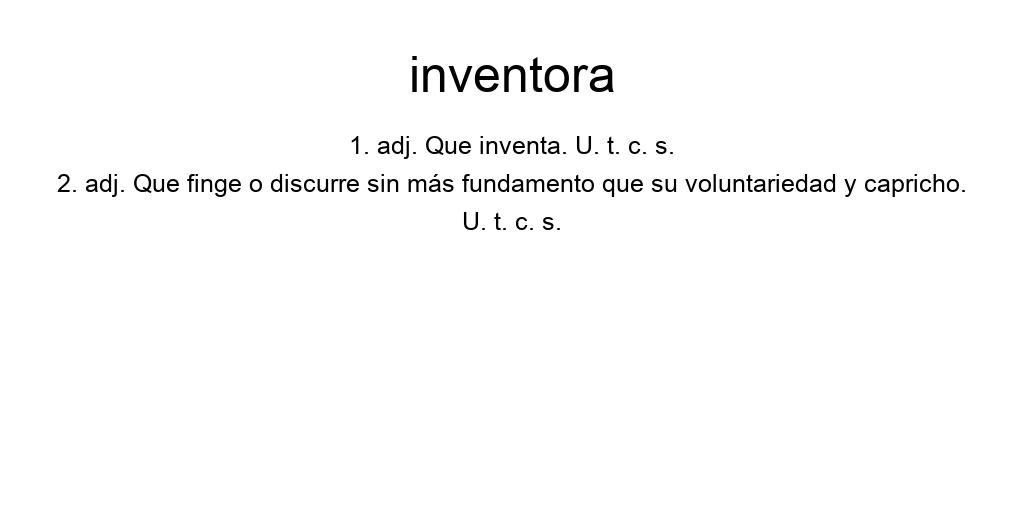 inventora
1. adj. Que inventa. U. t. c. s.
2. adj. Que finge o discurre sin más fundamento que su voluntariedad y capricho.
U. t. c. s.